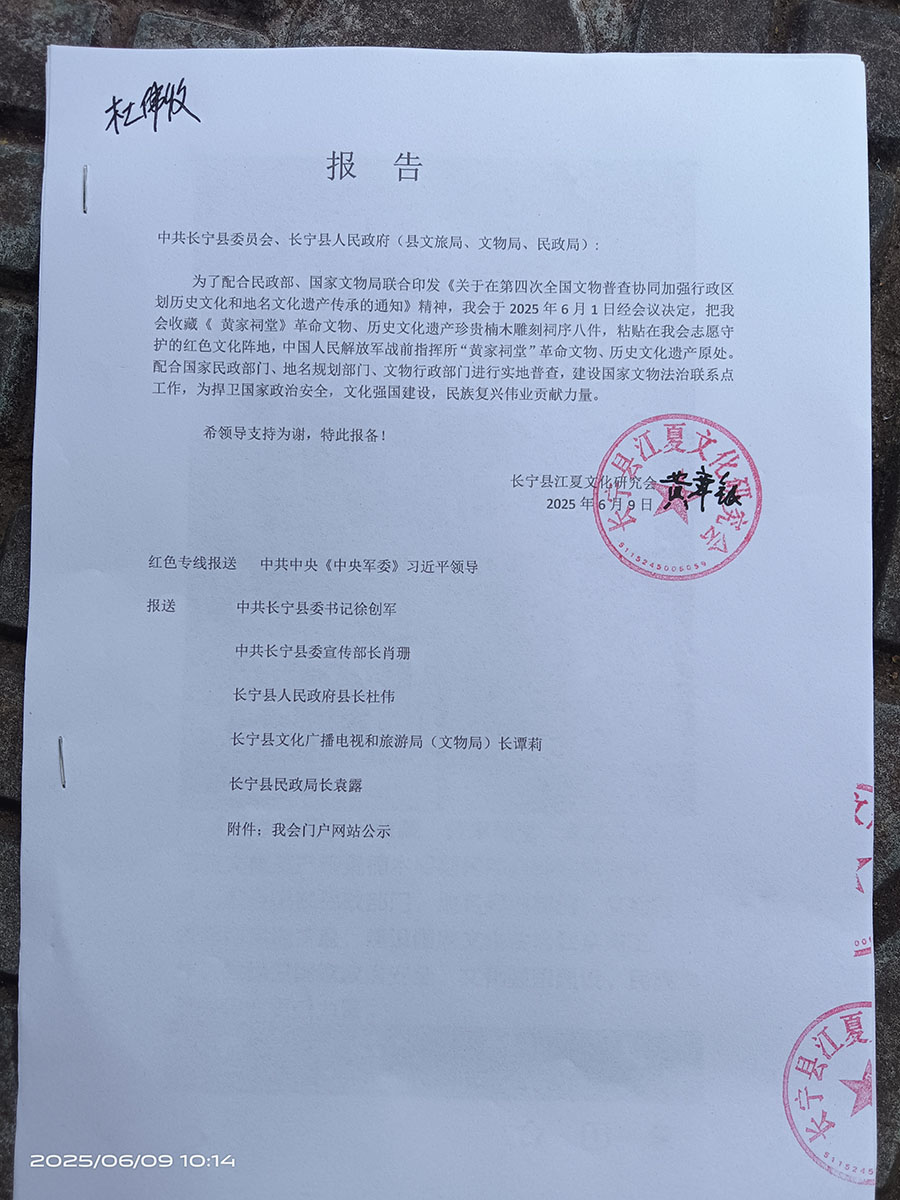 杜伟收
报 告
中共长宁县委员会、长宁县人民政府（县文旅局、文物局、民政局）：
为了配合民政部、国家文物局联合印发《关于在第四次全国文物普查协同加强行政区
划历史文化和地名文化遗产传承的通知》精神，我会于 2025 年 6 月 1 日经会议决定，把我
会收藏《 黄家祠堂》革命文物、历史文化遗产珍贵楠木雕刻祠序八件，粘贴在我会志愿守
护的红色文化阵地，中国人民解放军战前指挥所“黄家祠堂”革命文物、历史文化遗产原处。
配合国家民政部门、地名规划部门、文物行政部门进行实地普查，建设国家文物法治联系点
工作，为捍卫国家政治安全，文化强国建设，民族复兴伟业贡献力量。
希领导支持为谢，特此报备！
长宁县江夏文化研究会
黄章银
2025 年 6 月 9 日
长宁县江夏文化研究会
5115245005059
红色专线报送 中共中央《中央军委》习近平领导
报送 中共长宁县委书记徐创军
中共长宁县委宣传部长肖珊
长宁县人民政府县长杜伟
长宁县文化广播电视和旅游局（文物局）长谭莉
长宁县民政局长袁露
附件：我会门户网站公示
长宁县江夏
5115245
2025/06/09 10:14